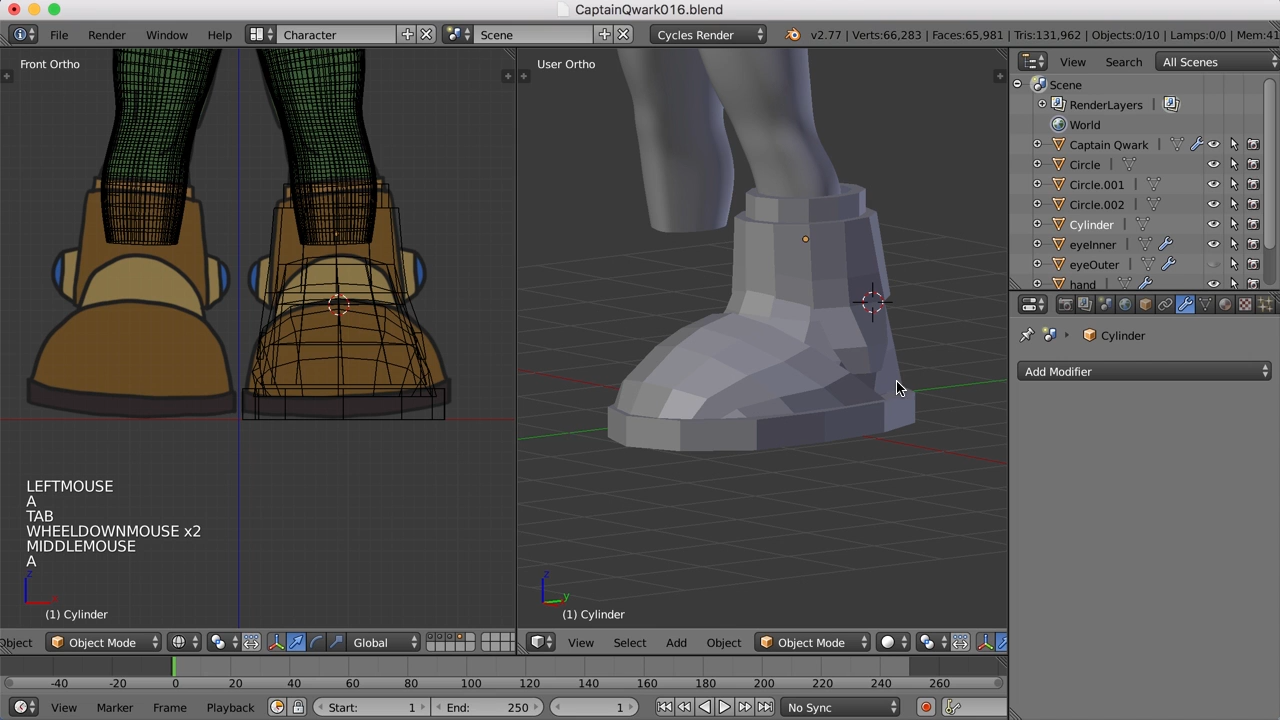 CaptainQwark016.blend
File Render Window Help Character Scene Cycles Render v2.77 | Verts:66,283 | Faces:65,981 | Tris:131,962 | Objects:0/10 | Lamps:0/0 | Mem:41
Front Ortho
User Ortho
View Search All Scenes
Scene
RenderLayers
World
Captain Qwark
Circle
Circle.001
Circle.002
Cylinder
eyeInner
eyeOuter
hand
Cylinder
Add Modifier
LEFTMOUSE
A
TAB
WHEELDOWNMOUSE x2
MIDDLEMOUSE
A
z
z
y
(1) Cylinder
(1) Cylinder
Object Object Mode Global
View Select Add Object Object Mode
-40 -20 0 20 40 60 80 100 120 140 160 180 200 220 240 260
View Marker Frame Playback Start: 1 End: 250 1 No Sync